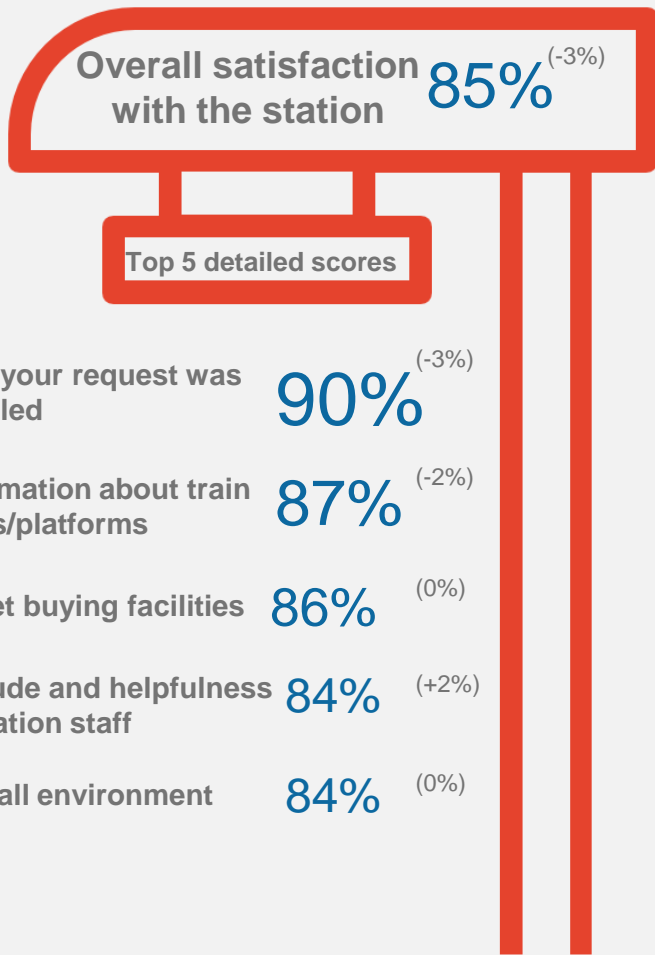 Overall satisfaction 85% (-3%)
with the station
Top 5 detailed scores
your request was 90% (-3%)
led
mation about train 87% (-2%)
s/platforms
et buying facilities 86% (0%)
ude and helpfulness 84% (+2%)
ation staff
all environment 84% (0%)